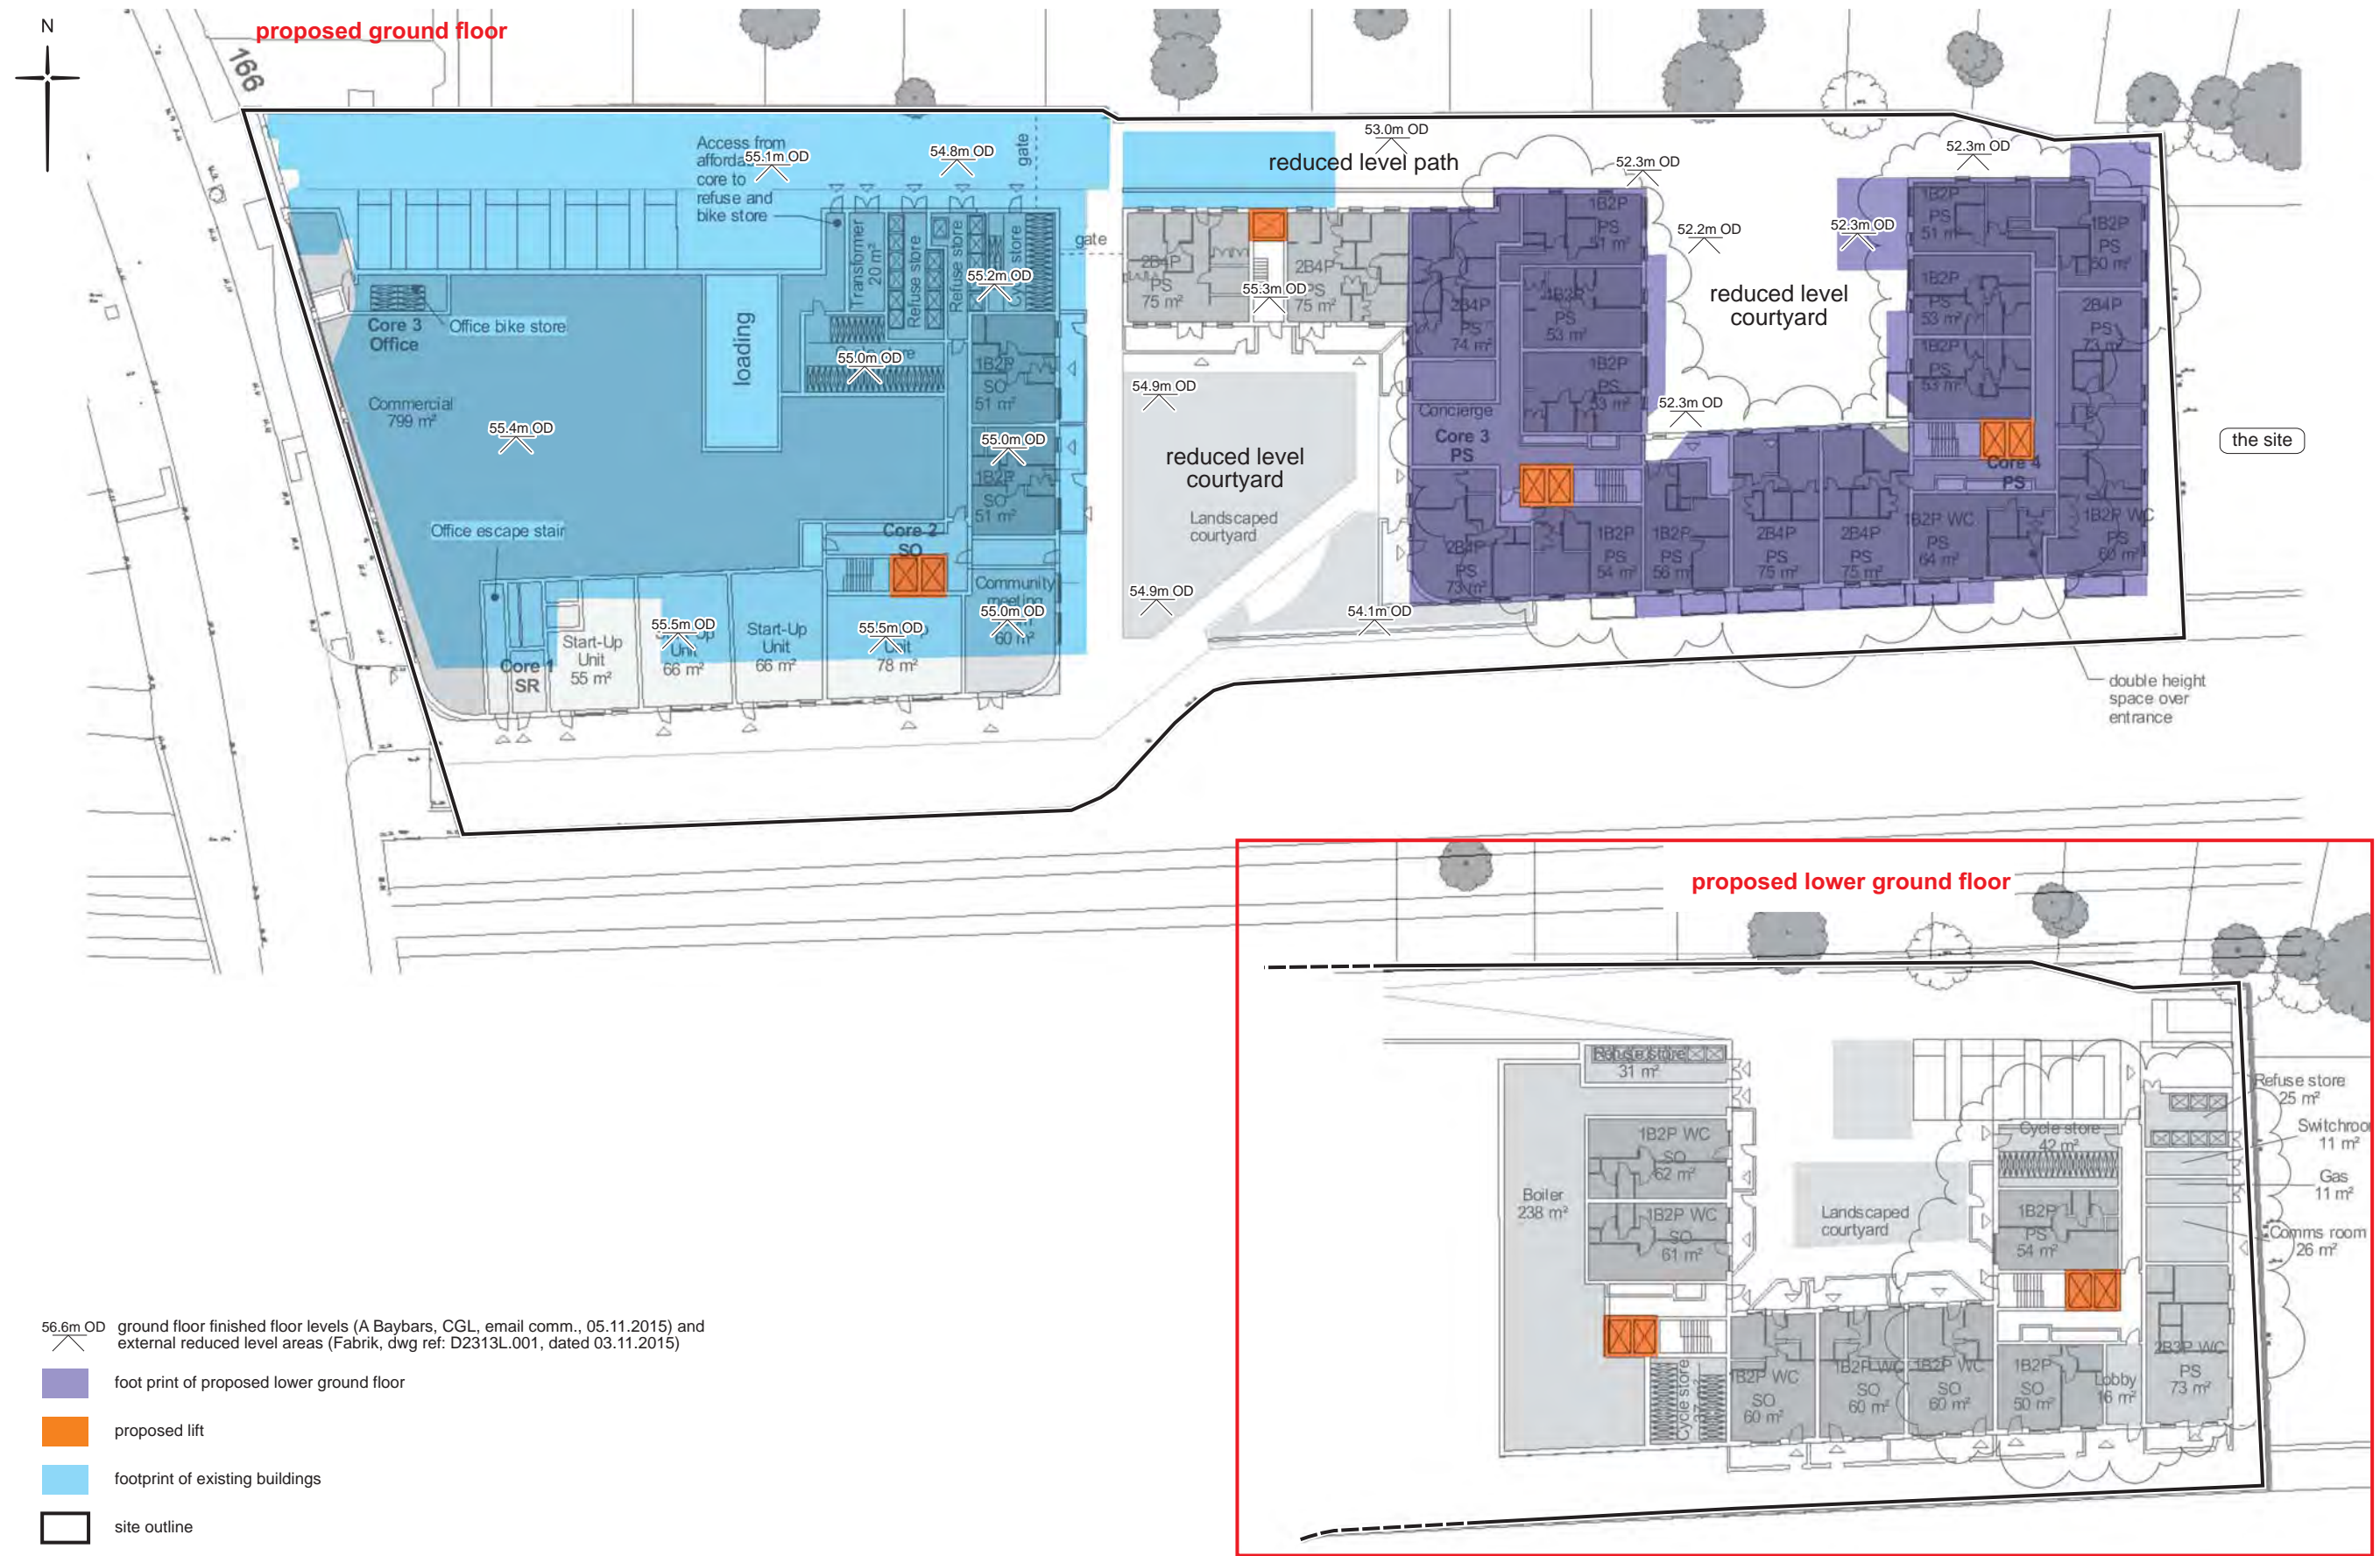 N
proposed ground floor
166
Access from
afforda
core to
refuse and
bike store
55.1m OD
54.8m OD
gate
53.0m OD
reduced level path
52.3m OD
52.3m OD
52.2m OD
52.3m OD
reduced level
courtyard
gate
Transformer
20 m²
Refuse store
Refuse store
store
55.2m OD
Core 3
Office
Office bike store
loading
55.0m OD
Commercial
799 m²
55.4m OD
1B2P
SO
51 m²
55.0m OD
1B2P
SO
51 m²
Office escape stair
Core 2
SO
Core 1
SR
Start-Up
Unit
55 m²
55.5m OD
Unit
66 m²
Start-Up
Unit
66 m²
55.5m OD
Unit
78 m²
Community
meeting
55.0m OD
60 m²
2B4P
PS
75 m²
55.3m OD
2B4P
PS
75 m²
54.9m OD
reduced level
courtyard
Landscaped
courtyard
54.9m OD
54.1m OD
1B2P
PS
51 m²
2B4P
PS
74 m²
1B2P
PS
53 m²
1B2P
PS
53 m²
Concierge
Core 3
PS
52.3m OD
2B4P
PS
73 m²
1B2P
PS
54 m²
1B2P
PS
56 m²
2B4P
PS
75 m²
2B4P
PS
75 m²
1B2P WC
PS
64 m²
1B2P WC
PS
60 m²
1B2P
PS
51 m²
1B2P
PS
60 m²
1B2P
PS
53 m²
2B4P
PS
73 m²
1B2P
PS
53 m²
Core 4
PS
the site
double height
space over
entrance
proposed lower ground floor
Refuse store
31 m²
1B2P WC
SO
62 m²
Boiler
238 m²
1B2P WC
SO
61 m²
Landscaped
courtyard
Cycle store
42 m²
1B2P
PS
54 m²
Refuse store
25 m²
Switchroo
11 m²
Gas
11 m²
Comms room
26 m²
Cycle store
1B2P WC
SO
60 m²
1B2P WC
SO
60 m²
1B2P WC
SO
60 m²
1B2P
SO
50 m²
Lobby
16 m²
2B3P WC
PS
73 m²
56.6m OD
ground floor finished floor levels (A Baybars, CGL, email comm., 05.11.2015) and
external reduced level areas (Fabrik, dwg ref: D2313L.001, dated 03.11.2015)
foot print of proposed lower ground floor
proposed lift
footprint of existing buildings
site outline